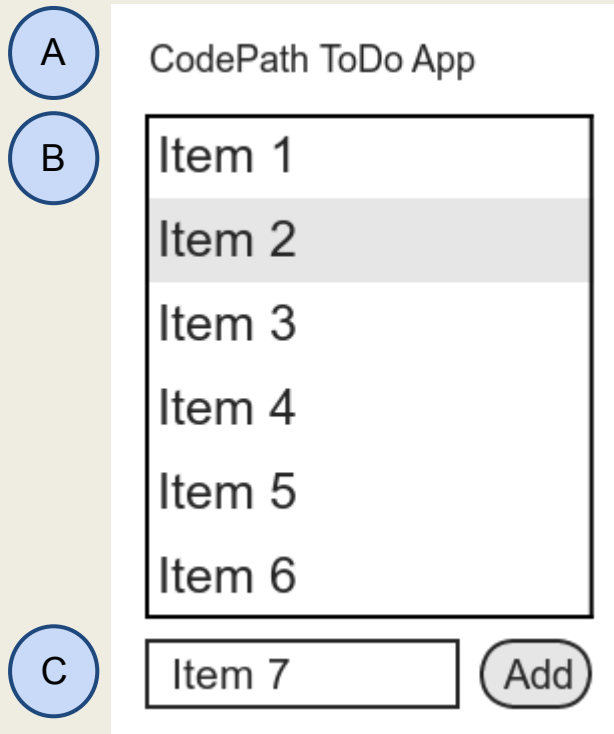 A CodePath ToDo App
B Item 1
Item 2
Item 3
Item 4
Item 5
Item 6
C Item 7 Add